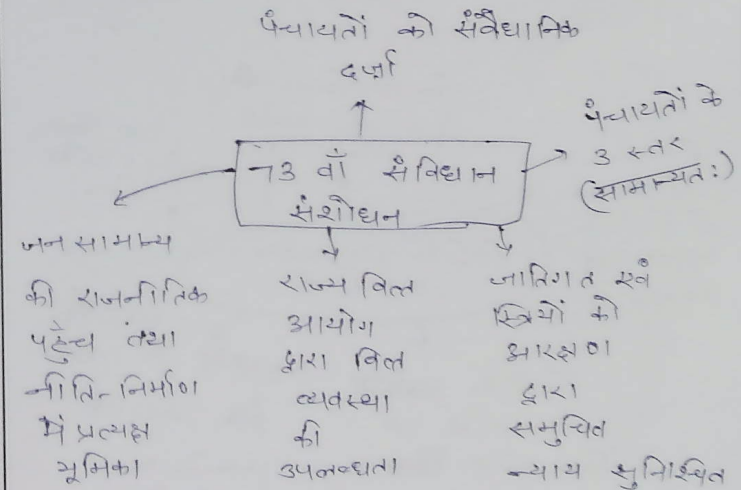 पंचायतों को संवैधानिक
दर्जा
पंचायतों के
3 स्तर
(सामान्यतः)
73 वाँ संविधान
संशोधन
जन सामान्य
की राजनीतिक
पहुँच तथा
नीति-निर्माण
में प्रत्यक्ष
भूमिका
राज्य वित्त
आयोग
द्वारा वित्त
व्यवस्था
की
उपलब्धता
जातिगत एवं
स्त्रियों को
आरक्षण
द्वारा
समुचित
न्याय सुनिश्चित